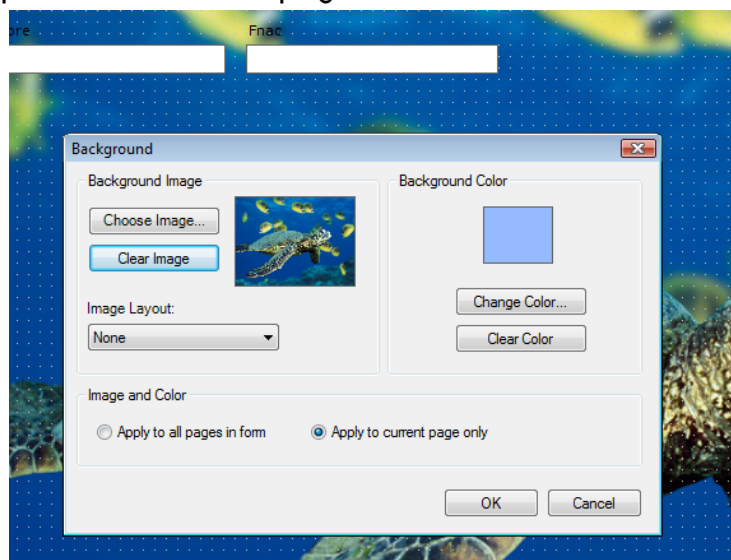 Fnac
Background
Background Image
Background Color
Choose Image...
Clear Image
Image Layout:
None
Change Color...
Clear Color
Image and Color
Apply to all pages in form
Apply to current page only
OK
Cancel